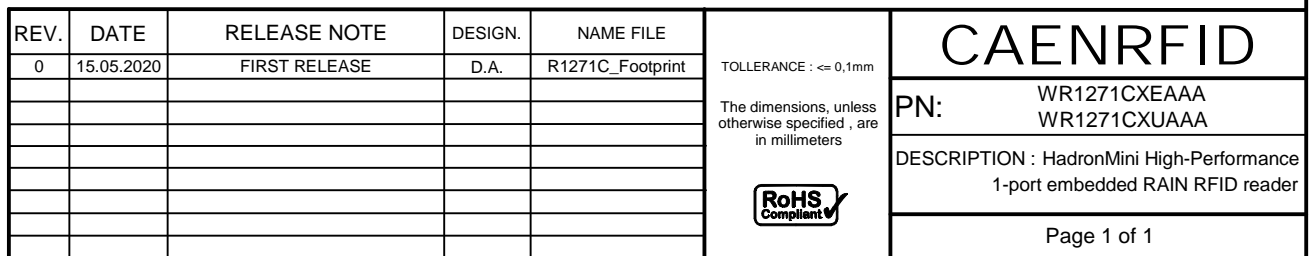 REV. DATE RELEASE NOTE DESIGN. NAME FILE
0 15.05.2020 FIRST RELEASE D.A. R1271C_Footprint
TOLLERANCE : <= 0,1mm
The dimensions, unless
otherwise specified , are
in millimeters
RoHS
Compliant
CAENRFID
PN: WR1271CXEAAA
WR1271CXUAAA
DESCRIPTION : HadronMini High-Performance
1-port embedded RAIN RFID reader
Page 1 of 1